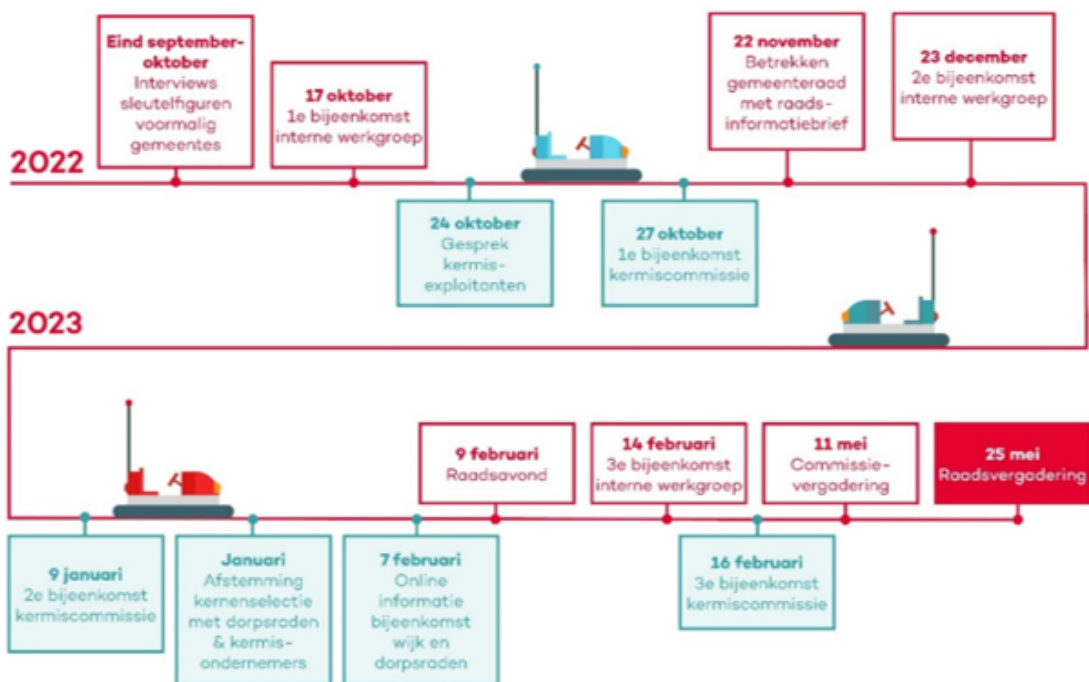 Eind september-
oktober
Interviews
sleutelfiguren
voormalig
gemeentes
17 oktober
1e bijeenkomst
interne werkgroep
22 november
Betrekken
gemeenteraad
met raads-
informatiebrief
23 december
2e bijeenkomst
interne werkgroep
2022
24 oktober
Gesprek
kermis-
exploitanten
27 oktober
1e bijeenkomst
kermiscommissie
2023
9 februari
Raadsavond
14 februari
3e bijeenkomst
interne werkgroep
11 mei
Commissie-
vergadering
25 mei
Raadsvergadering
9 januari
2e bijeenkomst
kermiscommissie
Januari
Afstemming
kernenselectie
met dorpsraden
& kermis-
ondernemers
7 februari
Online
informatie
bijeenkomst
wijk en
dorpsraden
16 februari
3e bijeenkomst
kermiscommissie